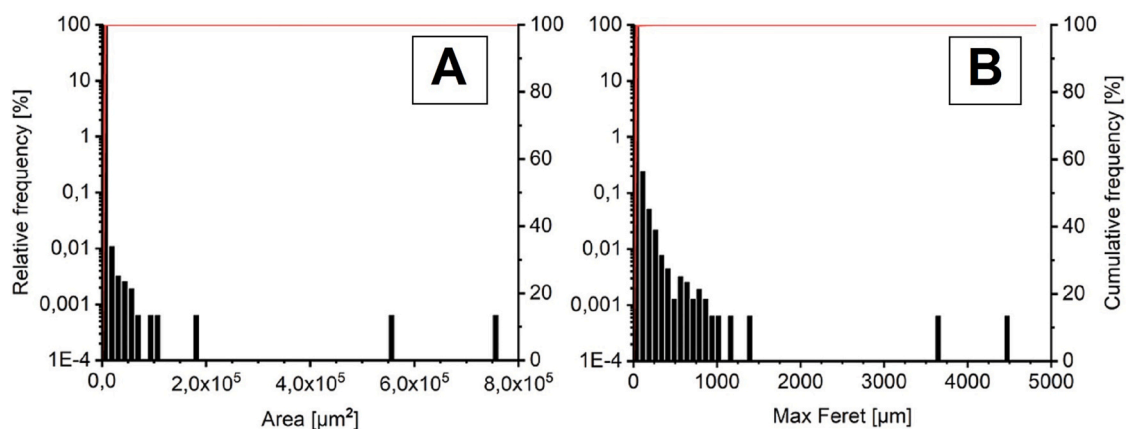 A
Relative frequency [%]
100
10
1
0,1
0,01
0,001
1E-4
100
80
60
40
20
0
0,0
2,0x10⁵
4,0x10⁵
6,0x10⁵
8,0x10⁵
Area [µm²]
B
100
10
1
0,1
0,01
0,001
1E-4
100
80
60
40
20
0
Cumulative frequency [%]
0
1000
2000
3000
4000
5000
Max Feret [µm]